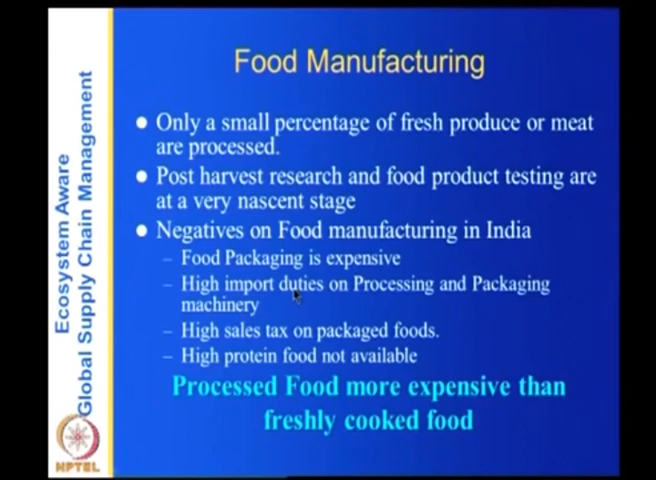 Food Manufacturing
● Only a small percentage of fresh produce or meat
are processed.
● Post harvest research and food product testing are
at a very nascent stage
● Negatives on Food manufacturing in India
– Food Packaging is expensive
– High import duties on Processing and Packaging
machinery
– High sales tax on packaged foods.
– High protein food not available
Processed Food more expensive than
freshly cooked food
Ecosystem Aware
Global Supply Chain Management
NPTEL